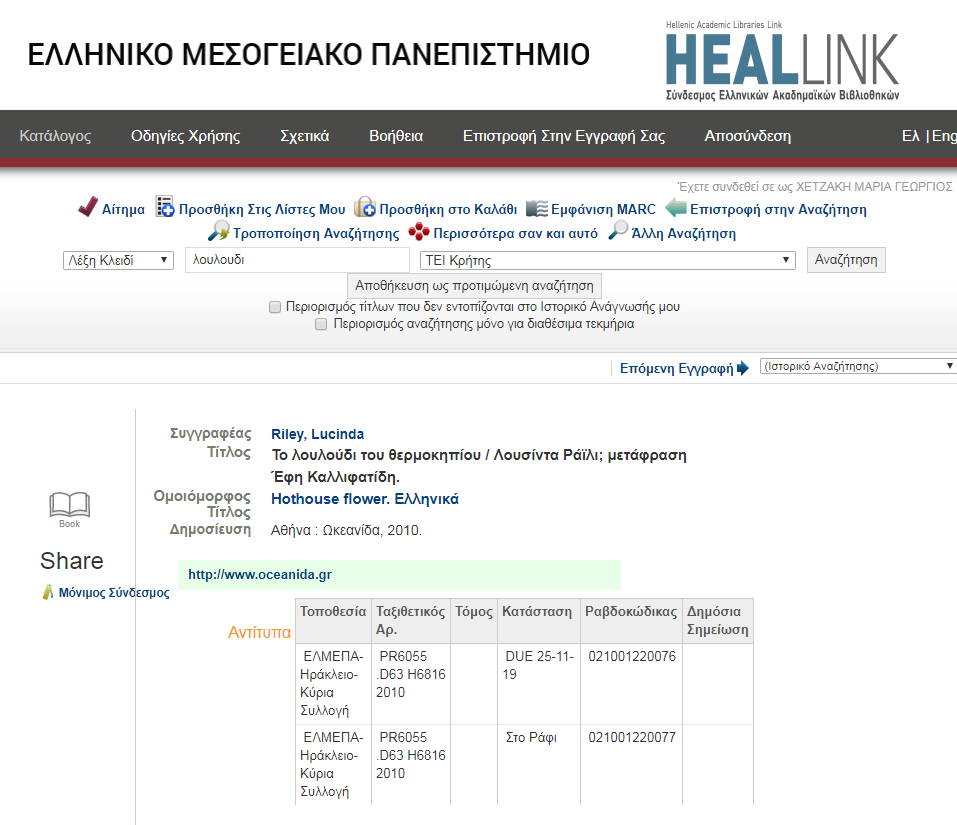 ΕΛΛΗΝΙΚΟ ΜΕΣΟΓΕΙΑΚΟ ΠΑΝΕΠΙΣΤΗΜΙΟ
Hellenic Academic Libraries Link
HEALLINK
Σύνδεσμος Ελληνικών Ακαδημαϊκών Βιβλιοθηκών
Κατάλογος Οδηγίες Χρήσης Σχετικά Βοήθεια Επιστροφή Στην Εγγραφή Σας Αποσύνδεση Ελ | Eng
Έχετε συνδεθεί σε ως ΧΕΤΖΑΚΗ ΜΑΡΙΑ ΓΕΩΡΓΙΟΣ
Αίτημα Προσθήκη Στις Λίστες Μου Προσθήκη στο Καλάθι Εμφάνιση MARC Επιστροφή στην Αναζήτηση
Τροποποίηση Αναζήτησης Περισσότερα σαν και αυτό Άλλη Αναζήτηση
Λέξη Κλειδί λουλουδι ΤΕΙ Κρήτης Αναζήτηση
Αποθήκευση ως προτιμώμενη αναζήτηση
Περιορισμός τίτλων που δεν εντοπίζονται στο Ιστορικό Ανάγνωσής μου
Περιορισμός αναζήτησης μόνο για διαθέσιμα τεκμήρια
Επόμενη Εγγραφή (Ιστορικό Αναζήτησης)
Συγγραφέας Riley, Lucinda
Τίτλος Το λουλούδι του θερμοκηπίου / Λουσίντα Ράϊλι; μετάφραση
Έφη Καλλιφατίδη.
Ομοιόμορφος Hothouse flower. Ελληνικά
Τίτλος
Δημοσίευση Αθήνα : Ωκεανίδα, 2010.
Book
Share
Μόνιμος Σύνδεσμος
http://www.oceanida.gr
Αντίτυπα
Τοποθεσία Ταξιθετικός Τόμος Κατάσταση Ραβδοκώδικας Δημόσια
Αρ. Σημείωση
ΕΛΜΕΠΑ- PR6055 DUE 25-11- 021001220076
Ηράκλειο- .D63 H6816 19
Κύρια 2010
Συλλογή
ΕΛΜΕΠΑ- PR6055 Στο Ράφι 021001220077
Ηράκλειο- .D63 H6816
Κύρια 2010
Συλλογή